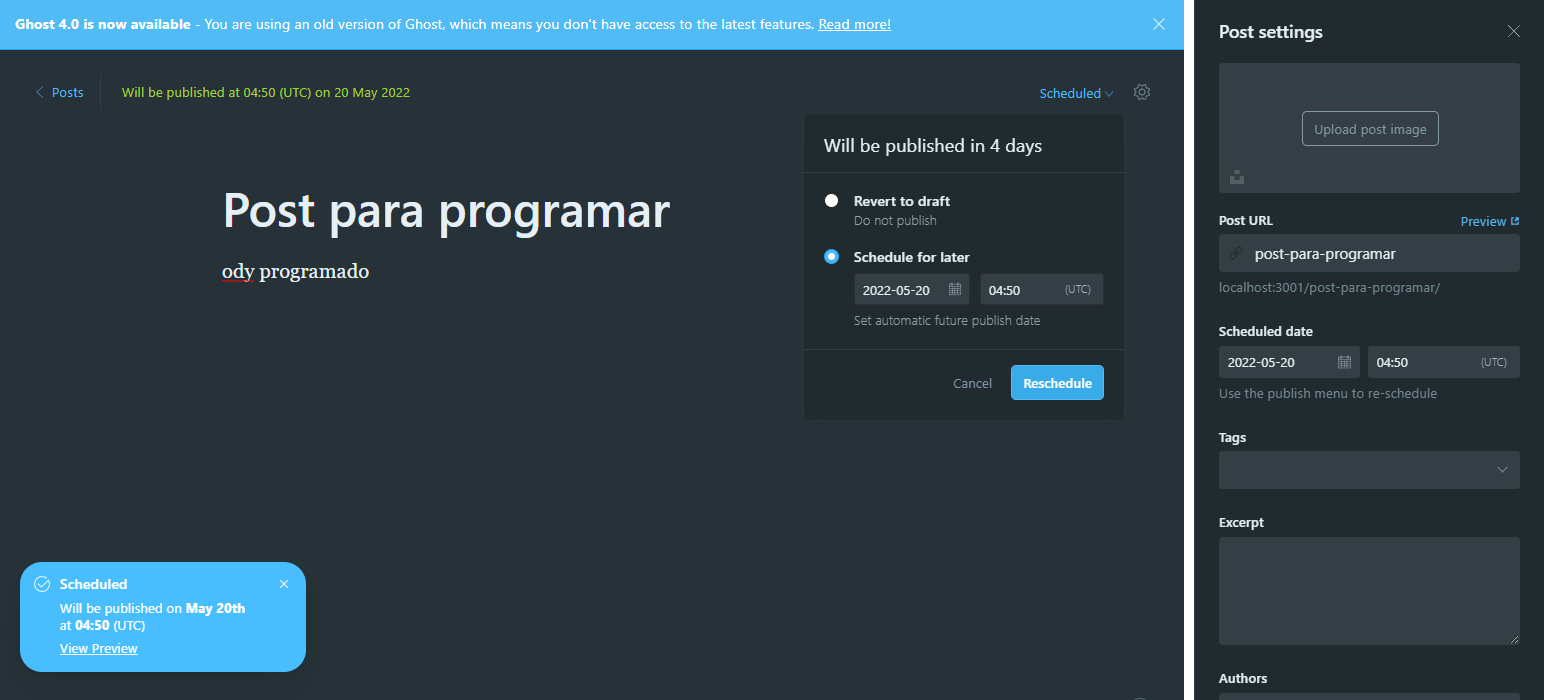 Ghost 4.0 is now available - You are using an old version of Ghost, which means you don't have access to the latest features. Read more!
Posts
Will be published at 04:50 (UTC) on 20 May 2022
Scheduled
Will be published in 4 days
Revert to draft
Do not publish
Schedule for later
2022-05-20
04:50 (UTC)
Set automatic future publish date
Cancel
Reschedule
Post para programar
ody programado
Scheduled
Will be published on May 20th
at 04:50 (UTC)
View Preview
Post settings
Upload post image
Post URL
Preview
post-para-programar
localhost:3001/post-para-programar/
Scheduled date
2022-05-20
04:50 (UTC)
Use the publish menu to re-schedule
Tags
Excerpt
Authors